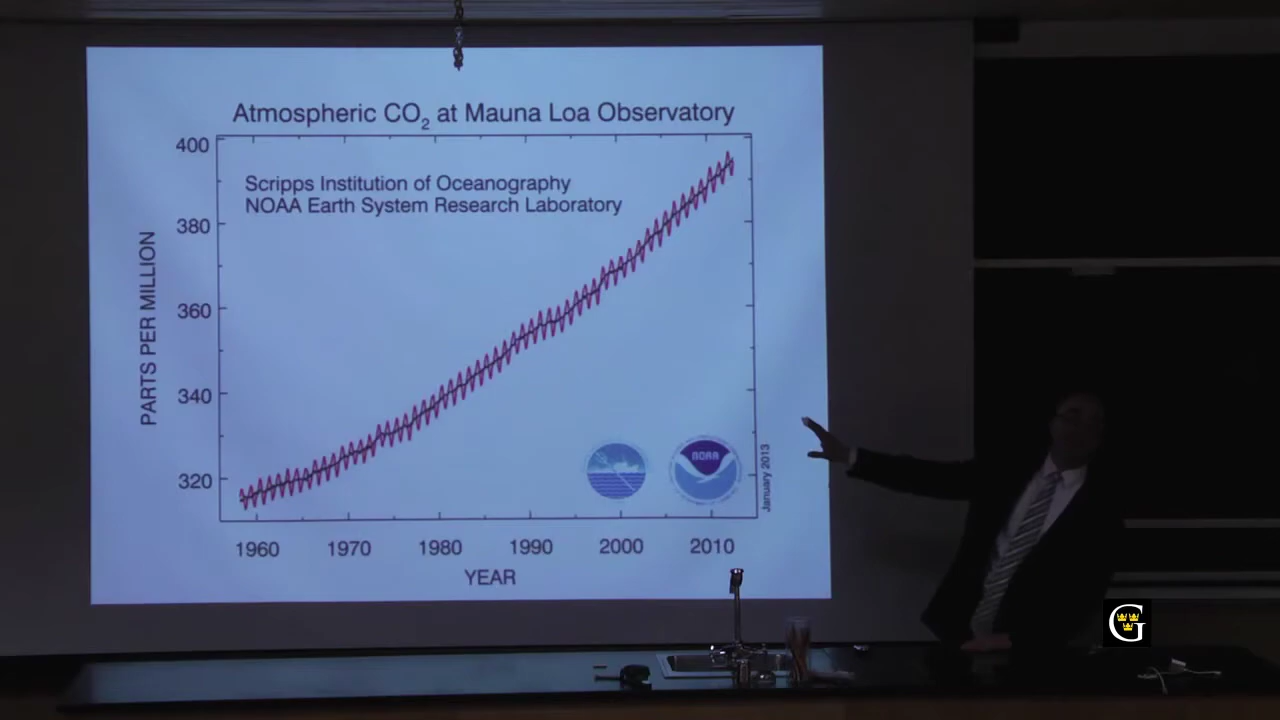 Atmospheric CO₂ at Mauna Loa Observatory
Scripps Institution of Oceanography
NOAA Earth System Research Laboratory
PARTS PER MILLION
400
380
360
340
320
NOAA
January 2013
1960 1970 1980 1990 2000 2010
YEAR
G